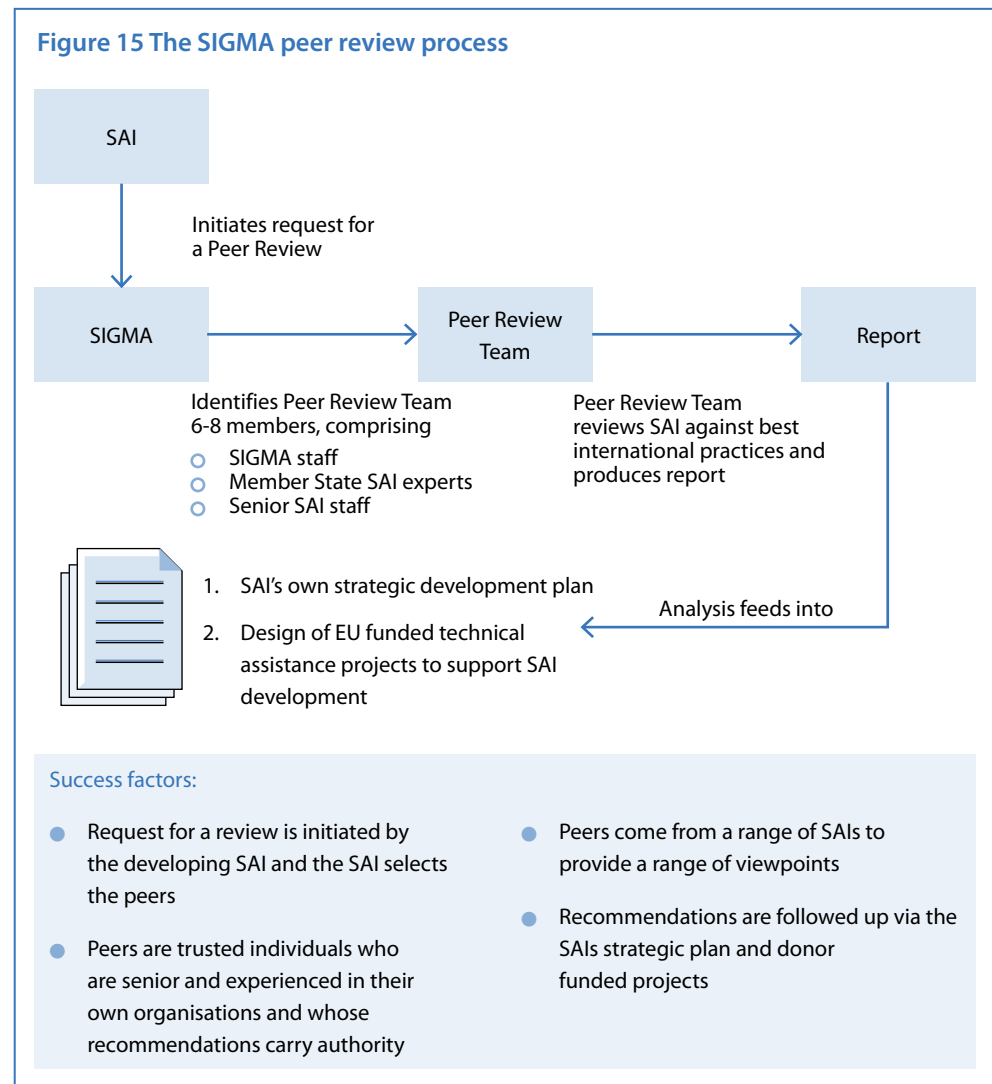 Figure 15 The SIGMA peer review process
SAI
Initiates request for
a Peer Review
SIGMA
Peer Review
Team
Report
Identifies Peer Review Team
6-8 members, comprising
SIGMA staff
Member State SAI experts
Senior SAI staff
Peer Review Team
reviews SAI against best
international practices and
produces report
1. SAI's own strategic development plan
2. Design of EU funded technical
assistance projects to support SAI
development
Analysis feeds into
Success factors:
Request for a review is initiated by
the developing SAI and the SAI selects
the peers
Peers are trusted individuals who
are senior and experienced in their
own organisations and whose
recommendations carry authority
Peers come from a range of SAIs to
provide a range of viewpoints
Recommendations are followed up via the
SAIs strategic plan and donor
funded projects